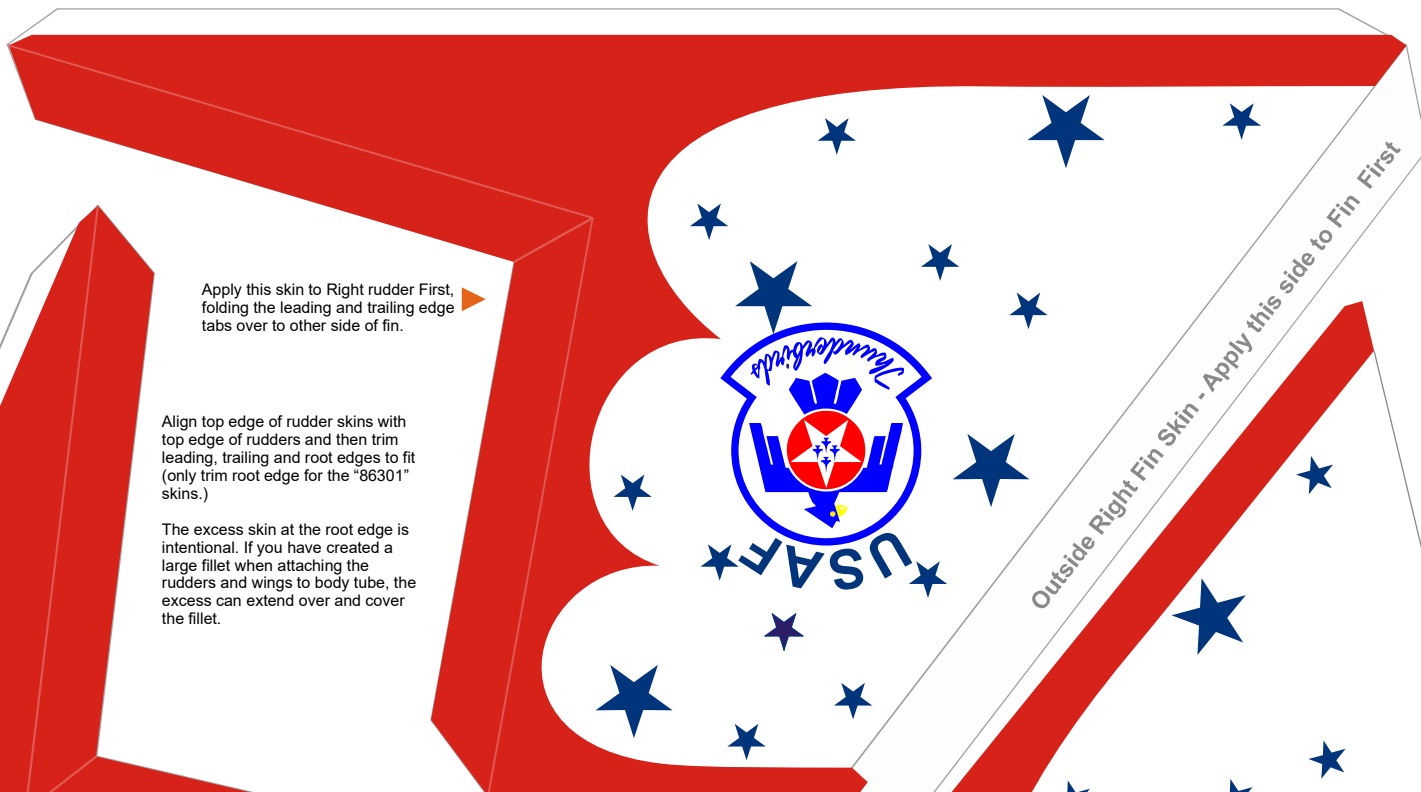 Apply this skin to Right rudder First,
folding the leading and trailing edge
tabs over to other side of fin.
Align top edge of rudder skins with
top edge of rudders and then trim
leading, trailing and root edges to fit
(only trim root edge for the “86301”
skins.)
The excess skin at the root edge is
intentional. If you have created a
large fillet when attaching the
rudders and wings to body tube, the
excess can extend over and cover
the fillet.
Thunderbirds
USAF
Outside Right Fin Skin - Apply this side to Fin First